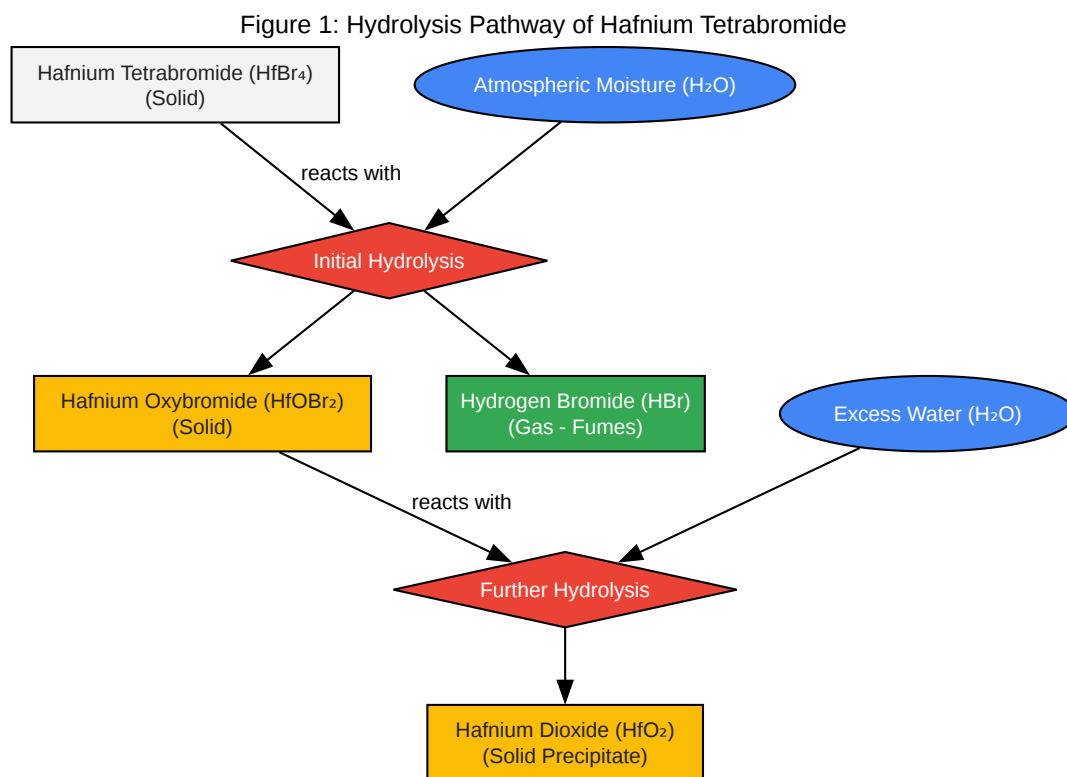 Figure 1: Hydrolysis Pathway of Hafnium Tetrabromide
Hafnium Tetrabromide (HfBr₄)
(Solid)
Atmospheric Moisture (H₂O)
reacts with
Initial Hydrolysis
Hafnium Oxybromide (HfOBr₂)
(Solid)
Hydrogen Bromide (HBr)
(Gas - Fumes)
Excess Water (H₂O)
reacts with
Further Hydrolysis
Hafnium Dioxide (HfO₂)
(Solid Precipitate)